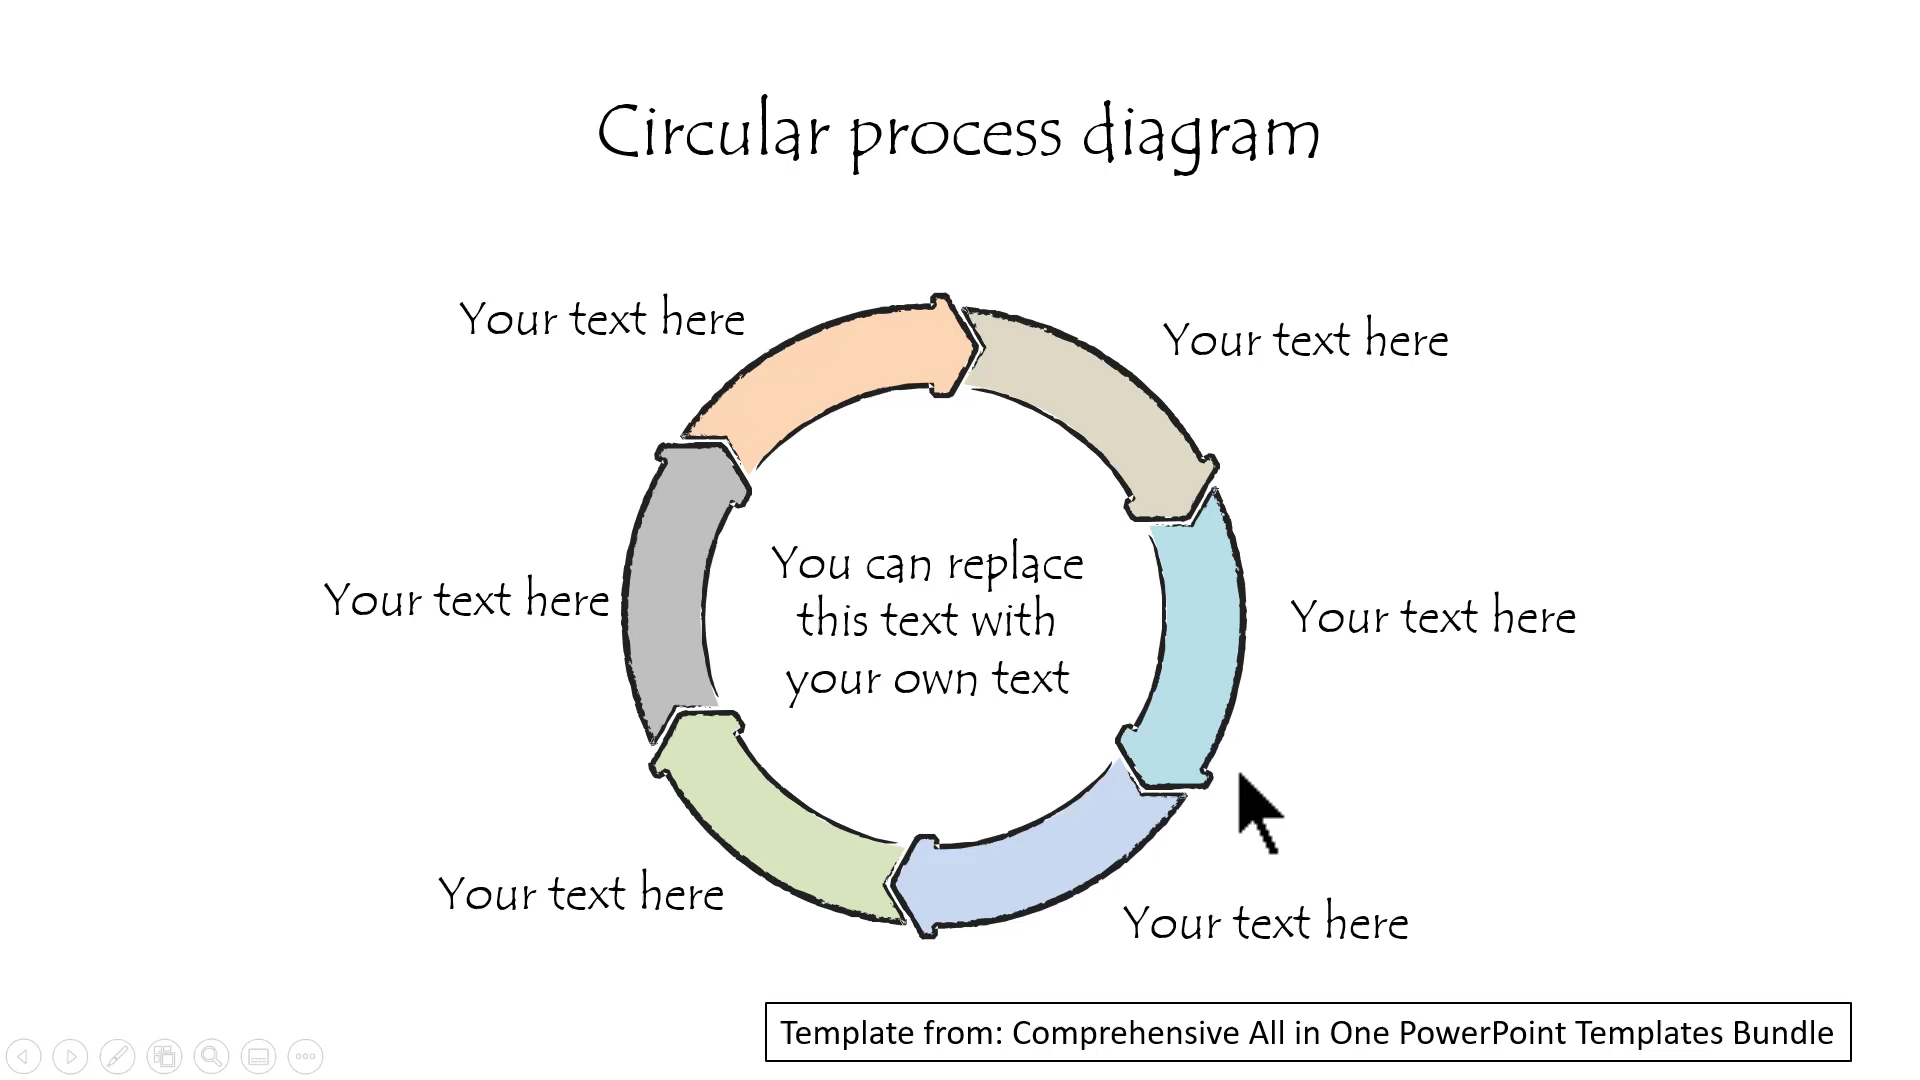 Circular process diagram
Your text here
Your text here
Your text here
You can replace
this text with
your own text
Your text here
Your text here
Your text here
Template from: Comprehensive All in One PowerPoint Templates Bundle